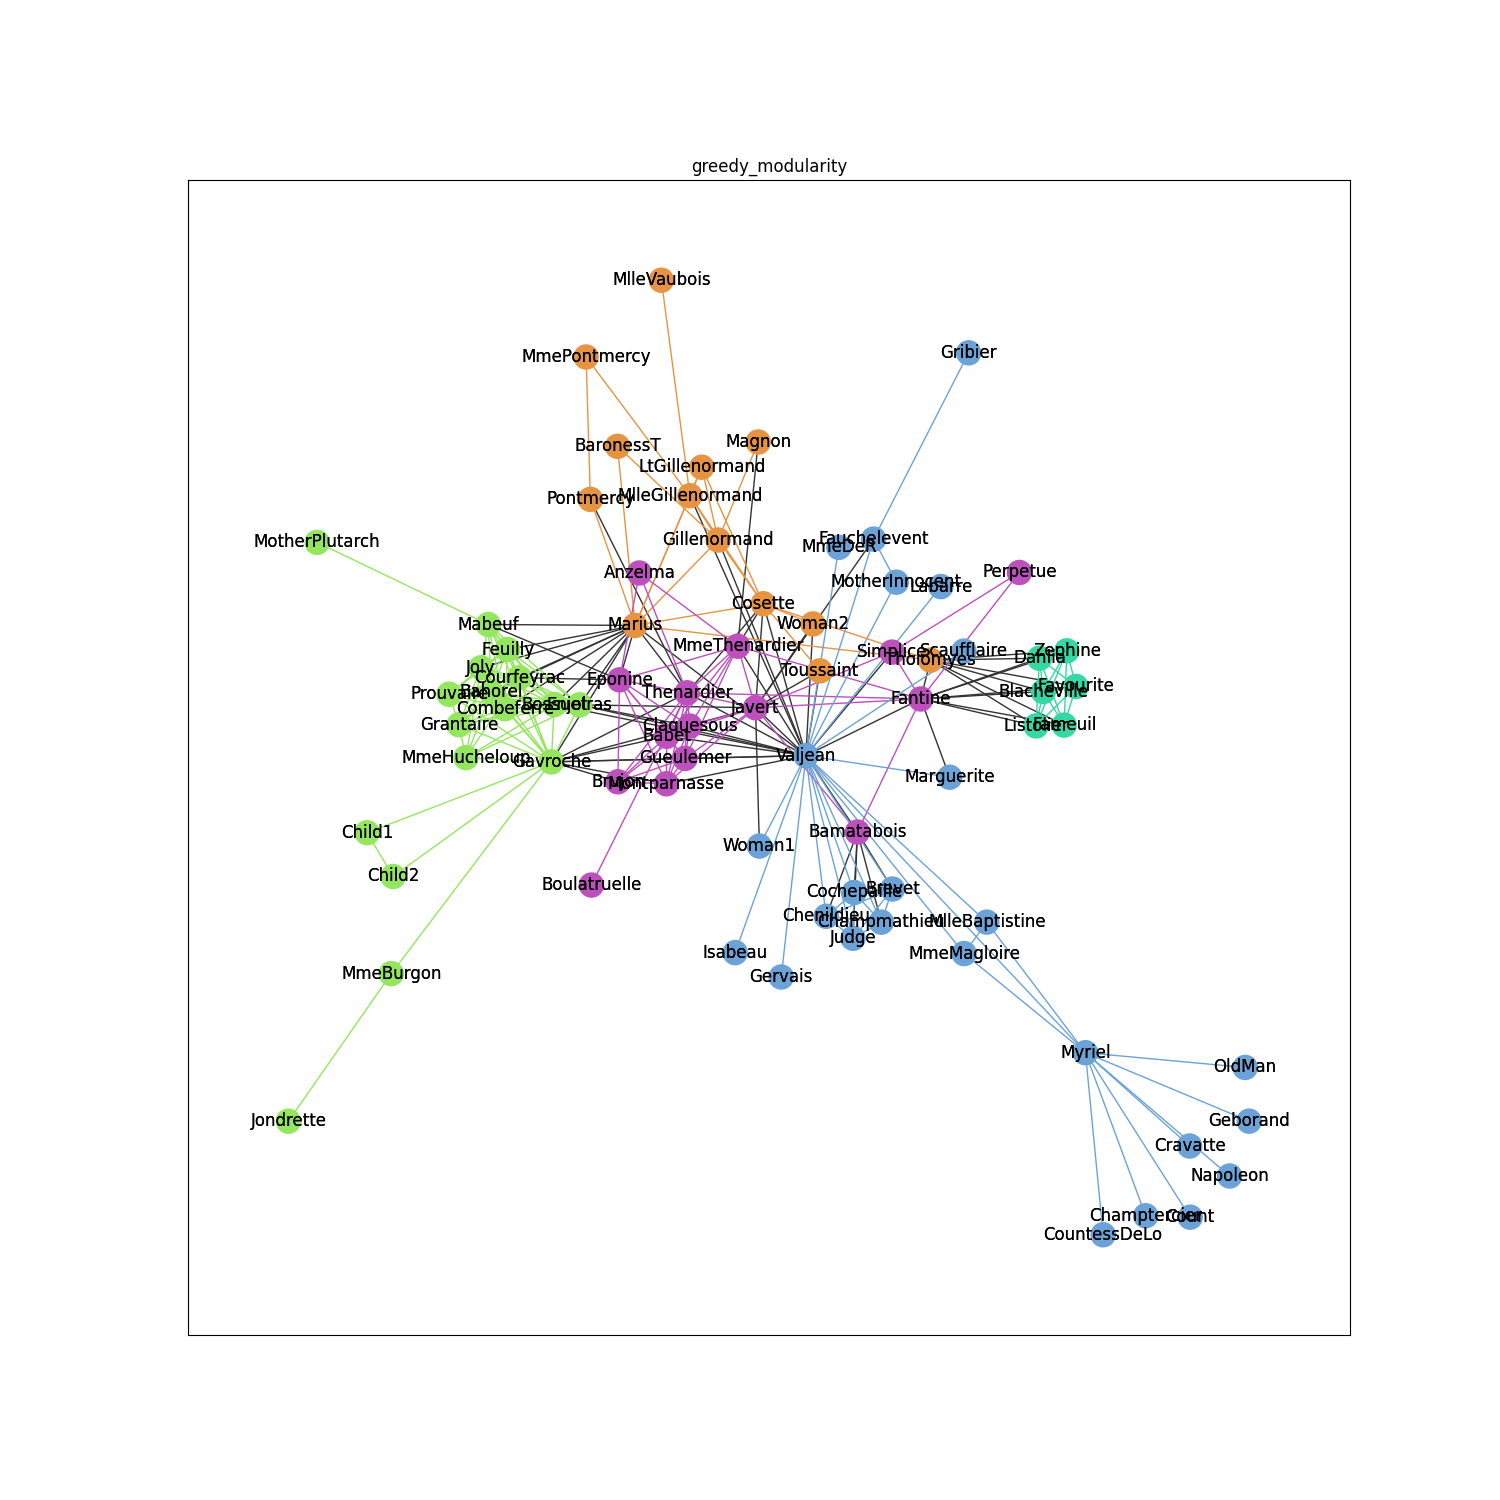 greedy_modularity
MlleVaubois
MmePontmercy
Gribier
BaronessT
Magnon
LtGillenormand
Pontmercy
MlleGillenormand
MotherPlutarch
Gillenormand
Fauchelevent
MmeDeR
Anzelma
MotherInnocent
Labarre
Perpetue
Cosette
Mabeuf
Marius
Woman2
Feuilly
MmeThenardier
Simplice
Scaufflaire
Zephine
Tholomyes
Dahlia
Joly
Courfeyrac
Eponine
Toussaint
Favourite
Prouvaire
Bahorel
Thenardier
Blacheville
Fantine
Combeferre
Bossuet
Enjolras
Javert
Grantaire
Claquesous
Listolier
Fameuil
Babet
MmeHucheloup
Gavroche
Gueulemer
Valjean
Marguerite
Brujon
Montparnasse
Child1
Bamatabois
Woman1
Child2
Boulatruelle
Cochepaille
Brevet
Chenildieu
Champmathieu
MlleBaptistine
Judge
Isabeau
MmeMagloire
MmeBurgon
Gervais
Myriel
OldMan
Jondrette
Geborand
Cravatte
Napoleon
Champtercier
Count
CountessDeLo